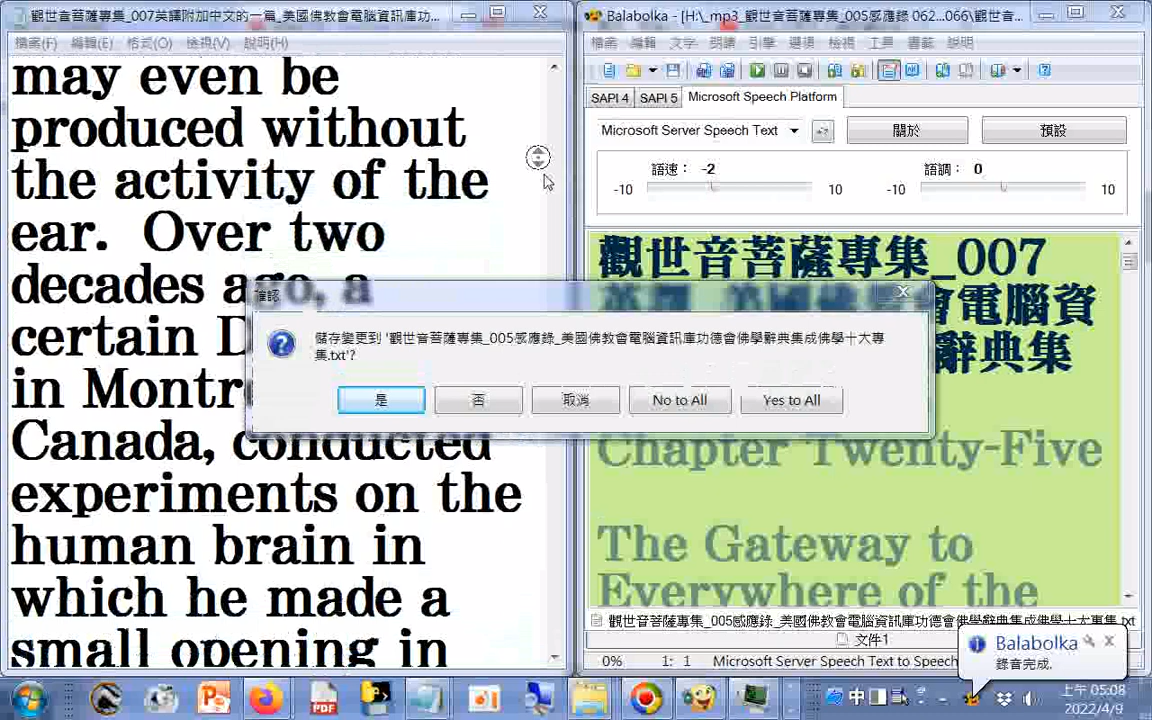 觀世音菩薩專集_007英譯附加中文的一篇_美國佛教會電腦資訊庫功...
檔案(F) 編輯(E) 格式(O) 檢視(V) 說明(H)
may even be
produced without
the activity of the
ear. Over two
decades ago, a
certain D
in Montre
Canada, conducted
experiments on the
human brain in
which he made a
small opening in
Balabolka - [H:\_mp3_觀世音菩薩專集_005感應錄 062...066\觀世音...
檔案 編輯 文字 朗讀 引擎 選項 檢視 工具 書籤 說明
SAPI 4 SAPI 5 Microsoft Speech Platform
Microsoft Server Speech Text
+?
關於
預設
語速： -2
語調： 0
-10 10 -10 10
觀世音菩薩專集_007
英譯_美國佛教會電腦資
辭典集
Chapter Twenty-Five
The Gateway to
Everywhere of the
確認
儲存變更到 '觀世音菩薩專集_005感應錄_美國佛教會電腦資訊庫功德會佛學辭典集成佛學十大專
集.txt'?
是 否 取消 No to All Yes to All
觀世音菩薩專集_005感應錄_美國佛教會電腦資訊庫功德會佛學辭典集成佛學十大專集.txt
文件1
0% 1: 1 Microsoft Server Speech Text to Speech
Balabolka
錄音完成.
中
上午 05:08
2022/4/9